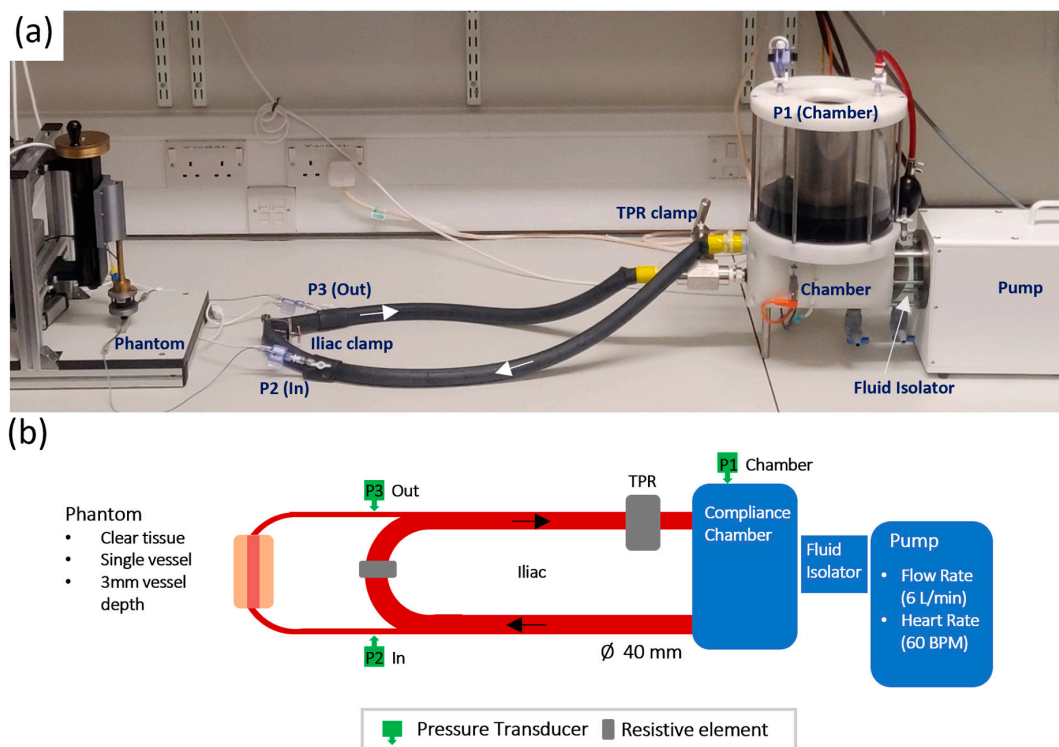 (a)
P1 (Chamber)
TPR clamp
P3 (Out)
Chamber
Pump
Phantom
Iliac clamp
P2 (In)
Fluid Isolator
(b)
P1 Chamber
P3 Out
TPR
Phantom
• Clear tissue
• Single vessel
• 3mm vessel
depth
Compliance
Chamber
Fluid
Isolator
Pump
• Flow Rate
(6 L/min)
• Heart Rate
(60 BPM)
Iliac
P2 In
Ø 40 mm
Pressure Transducer
Resistive element